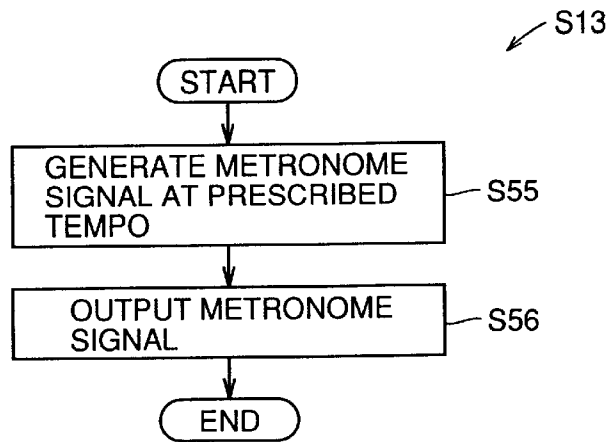 S13
START
GENERATE METRONOME
SIGNAL AT PRESCRIBED
TEMPO
S55
OUTPUT METRONOME
SIGNAL
S56
END